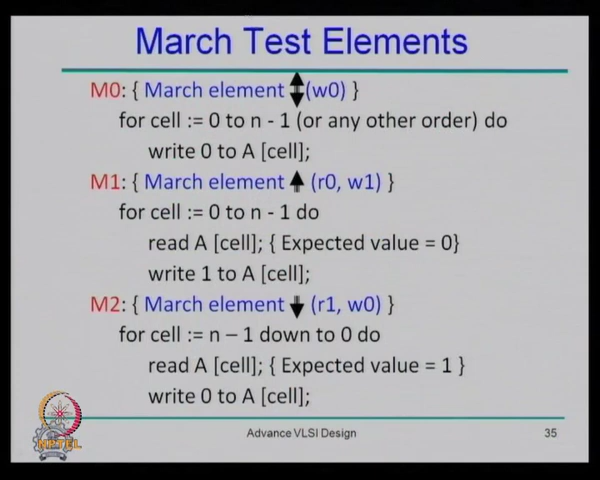 March Test Elements
M0: { March element ↕ (w0) }
for cell := 0 to n - 1 (or any other order) do
write 0 to A [cell];
M1: { March element ↑ (r0, w1) }
for cell := 0 to n - 1 do
read A [cell]; { Expected value = 0}
write 1 to A [cell];
M2: { March element ↓ (r1, w0) }
for cell := n – 1 down to 0 do
read A [cell]; { Expected value = 1 }
write 0 to A [cell];
NPTEL
Advance VLSI Design 35